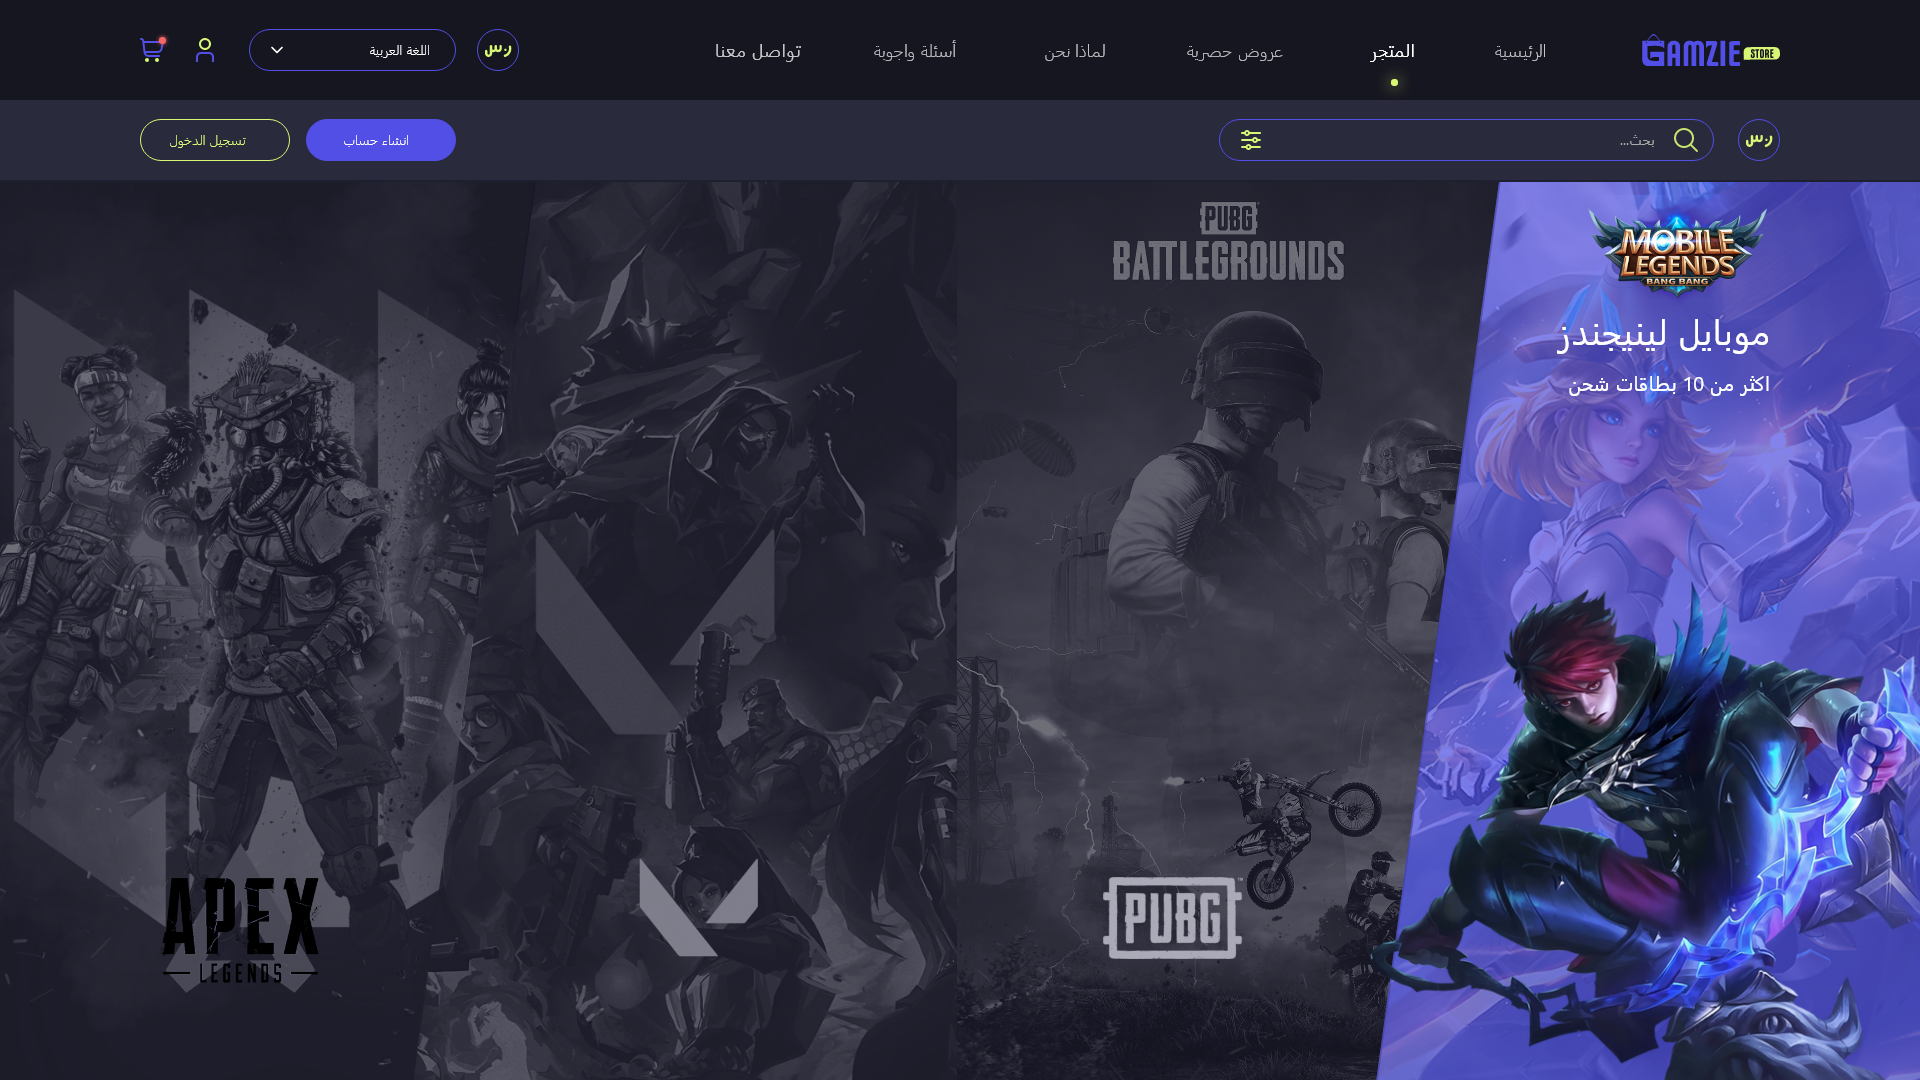 GAMZIE STORE
الرئيسية
المتجر
عروض حصرية
لماذا نحن
أسئلة واجوبة
تواصل معنا
ر.س
اللغة العربية
ر.س
بحث...
انشاء حساب
تسجيل الدخول
MOBILE
LEGENDS
BANG BANG
موبايل لينيجندز
اكثر من 10 بطاقات شحن
PUBG
BATTLEGROUNDS
PUBG
APEX
LEGENDS